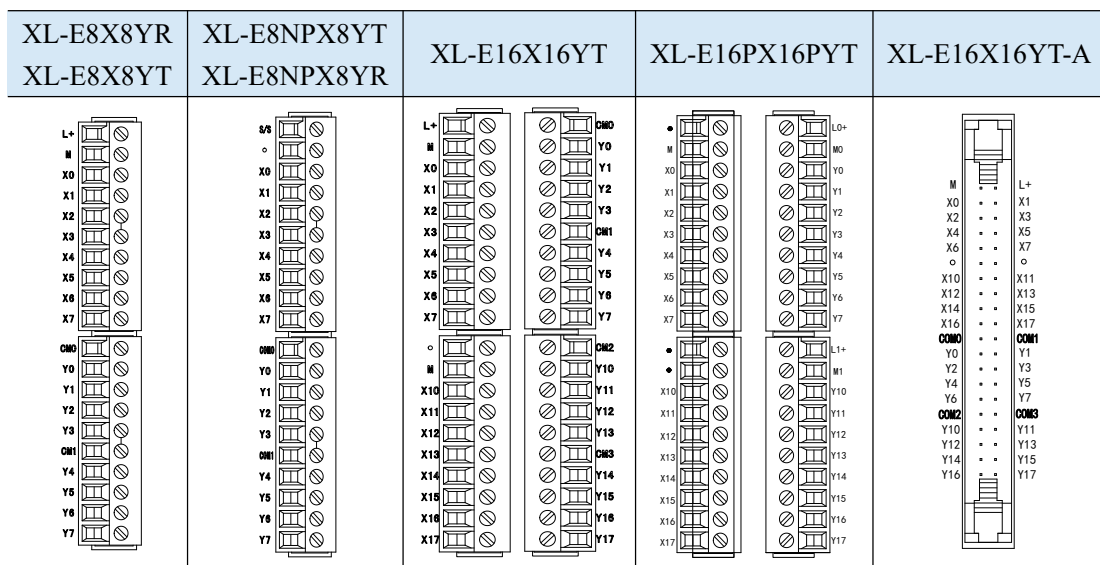 XL-E8X8YR
XL-E8X8YT
XL-E8NPX8YT
XL-E8NPX8YR
XL-E16X16YT
XL-E16PX16PYT
XL-E16X16YT-A
L+
M
X0
X1
X2
X3
X4
X5
X6
X7
CM0
Y0
Y1
Y2
Y3
CM1
Y4
Y5
Y6
Y7
S/S
X0
X1
X2
X3
X4
X5
X6
X7
COM0
Y0
Y1
Y2
Y3
COM1
Y4
Y5
Y6
Y7
L+ CM0
M Y0
X0 Y1
X1 Y2
X2 Y3
X3 CM1
X4 Y4
X5 Y5
X6 Y6
X7 Y7
CM2
M Y10
X10 Y11
X11 Y12
X12 Y13
X13 CM3
X14 Y14
X15 Y15
X16 Y16
X17 Y17
L0+
M M0
X0 Y0
X1 Y1
X2 Y2
X3 Y3
X4 Y4
X5 Y5
X6 Y6
X7 Y7
L1+
M1
X10 Y10
X11 Y11
X12 Y12
X13 Y13
X14 Y14
X15 Y15
X16 Y16
X17 Y17
M L+
X0 X1
X2 X3
X4 X5
X6 X7
X10 X11
X12 X13
X14 X15
X16 X17
COM0 COM1
Y0 Y1
Y2 Y3
Y4 Y5
Y6 Y7
COM2 COM3
Y10 Y11
Y12 Y13
Y14 Y15
Y16 Y17